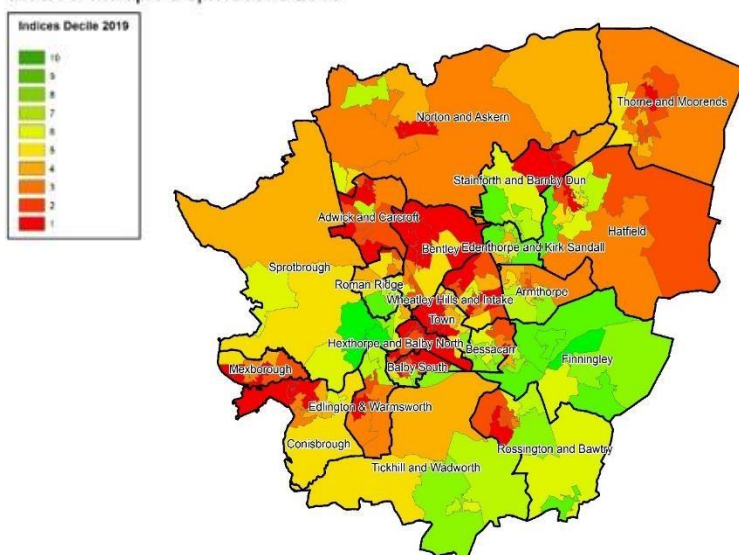 Indices Decile 2019
10
9
8
7
6
5
4
3
2
1
Thorne and Moorends
Norton and Askern
Stainforth and Barnby Dun
Adwick and Carcroft
Hatfield
Bentley
Edenthorpe and Kirk Sandall
Sprotbrough
Roman Ridge
Armthorpe
Wheatley Hills and Intake
Town
Hexthorpe and Balby North
Bessacarr
Finningley
Balby South
Mexborough
Edlington & Warmsworth
Conisbrough
Rossington and Bawtry
Tickhill and Wadworth